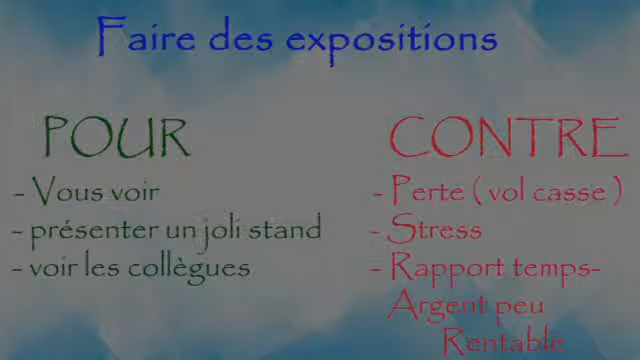 Faire des expositions
POUR
- Vous voir
- présenter un joli stand
- voir les collègues
CONTRE
- Perte ( vol casse )
- Stress
- Rapport temps-
Argent peu
Rentable